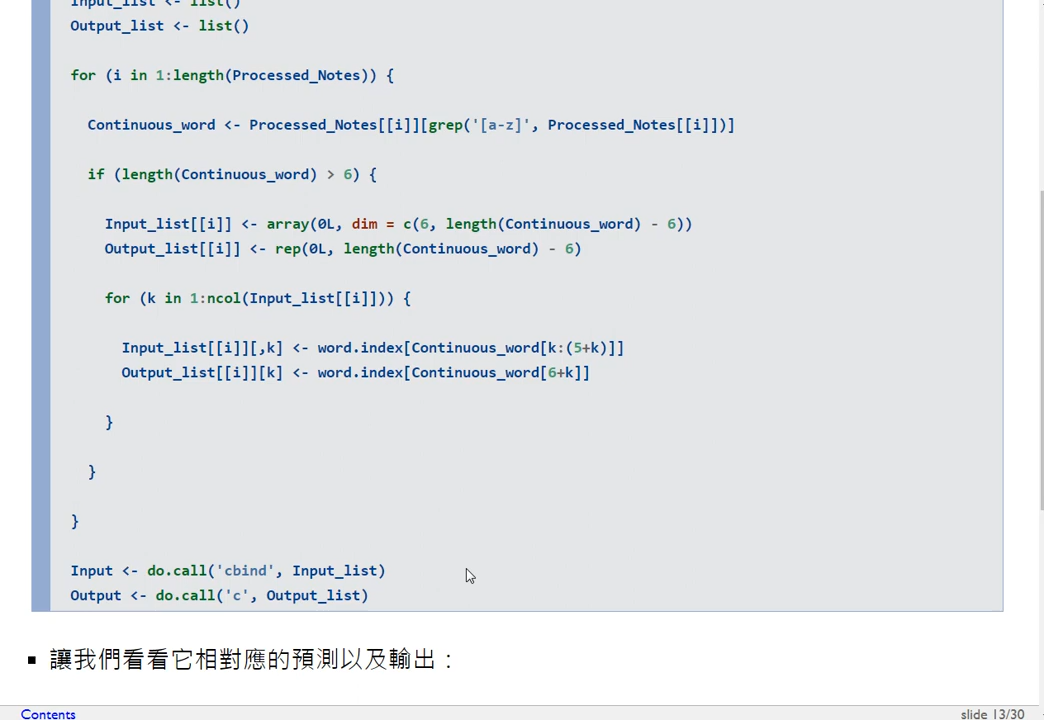 Input_list <- list()
Output_list <- list()
for (i in 1:length(Processed_Notes)) {
Continuous_word <- Processed_Notes[[i]][grep('[a-z]', Processed_Notes[[i]])]
if (length(Continuous_word) > 6) {
Input_list[[i]] <- array(0L, dim = c(6, length(Continuous_word) - 6))
Output_list[[i]] <- rep(0L, length(Continuous_word) - 6)
for (k in 1:ncol(Input_list[[i]])) {
Input_list[[i]][,k] <- word.index[Continuous_word[k:(5+k)]]
Output_list[[i]][k] <- word.index[Continuous_word[6+k]]
}
}
}
Input <- do.call('cbind', Input_list)
Output <- do.call('c', Output_list)
▪ 讓我們看看它相對應的預測以及輸出：
Contents
slide 13/30